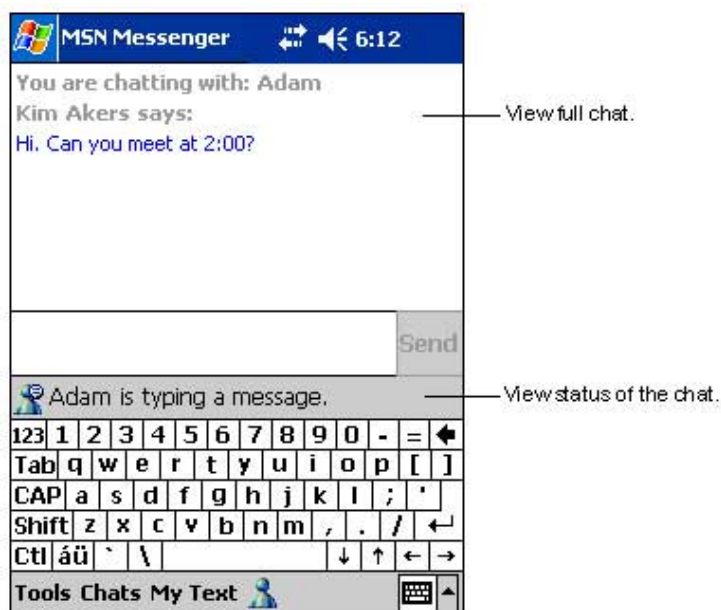 MSN Messenger 6:12
You are chatting with: Adam
Kim Akers says:
View full chat.
Hi. Can you meet at 2:00?
Send
Adam is typing a message.
View status of the chat.
123 1 2 3 4 5 6 7 8 9 0 - =
Tab q w e r t y u i o p [ ]
CAP a s d f g h j k l ; '
Shift z x c v b n m , . /
Ctl áü ` \ ↓ ↑ ← →
Tools Chats My Text